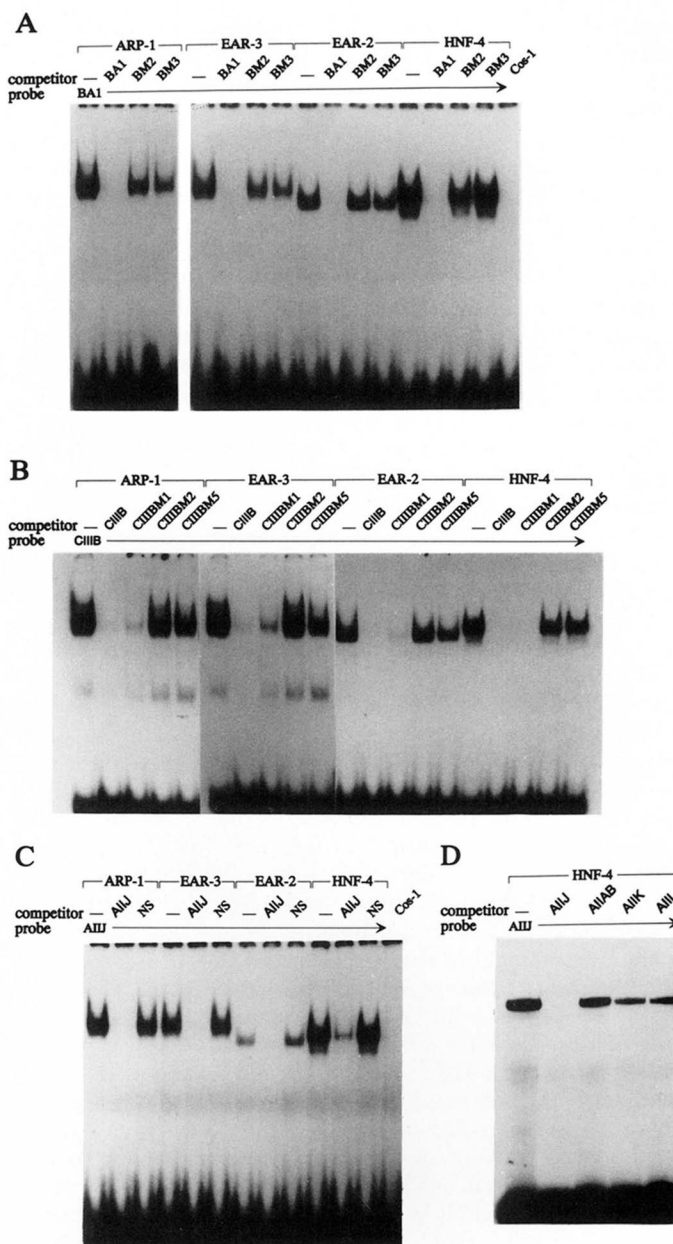 A
ARP-1 EAR-3 EAR-2 HNF-4
competitor — BA1 BM2 BM3 — BA1 BM2 BM3 — BA1 BM2 BM3 — BA1 BM2 BM3 Cos-1
probe BA1
B
ARP-1 EAR-3 EAR-2 HNF-4
competitor — CIIIB CIIIBM1 CIIIBM2 CIIIBM5 — CIIIB CIIIBM1 CIIIBM2 CIIIBM5 — CIIIB CIIIBM1 CIIIBM2 CIIIBM5 — CIIIB CIIIBM1 CIIIBM2 CIIIBM5
probe CIIIB
C
ARP-1 EAR-3 EAR-2 HNF-4
competitor — AIIJ NS — AIIJ NS — AIIJ NS — AIIJ NS Cos-1
probe AIIJ
D
HNF-4
competitor — AIIJ AIIAB AIIK
probe AIIJ